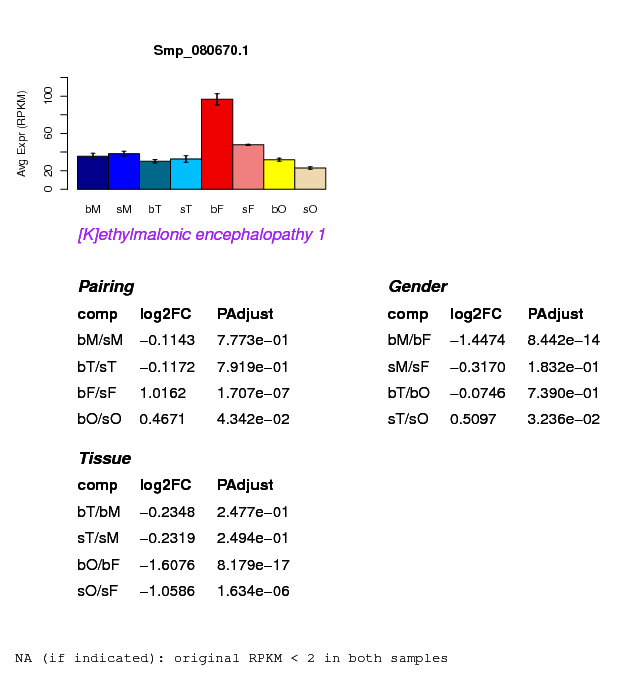 Smp_080670.1
Avg Expr (RPKM)
0 20 60 100
bM sM bT sT bF sF bO sO
[K]ethylmalonic encephalopathy 1
Pairing
comp log2FC PAdjust
bM/sM −0.1143 7.773e−01
bT/sT −0.1172 7.919e−01
bF/sF 1.0162 1.707e−07
bO/sO 0.4671 4.342e−02
Gender
comp log2FC PAdjust
bM/bF −1.4474 8.442e−14
sM/sF −0.3170 1.832e−01
bT/bO −0.0746 7.390e−01
sT/sO 0.5097 3.236e−02
Tissue
comp log2FC PAdjust
bT/bM −0.2348 2.477e−01
sT/sM −0.2319 2.494e−01
bO/bF −1.6076 8.179e−17
sO/sF −1.0586 1.634e−06
NA (if indicated): original RPKM < 2 in both samples